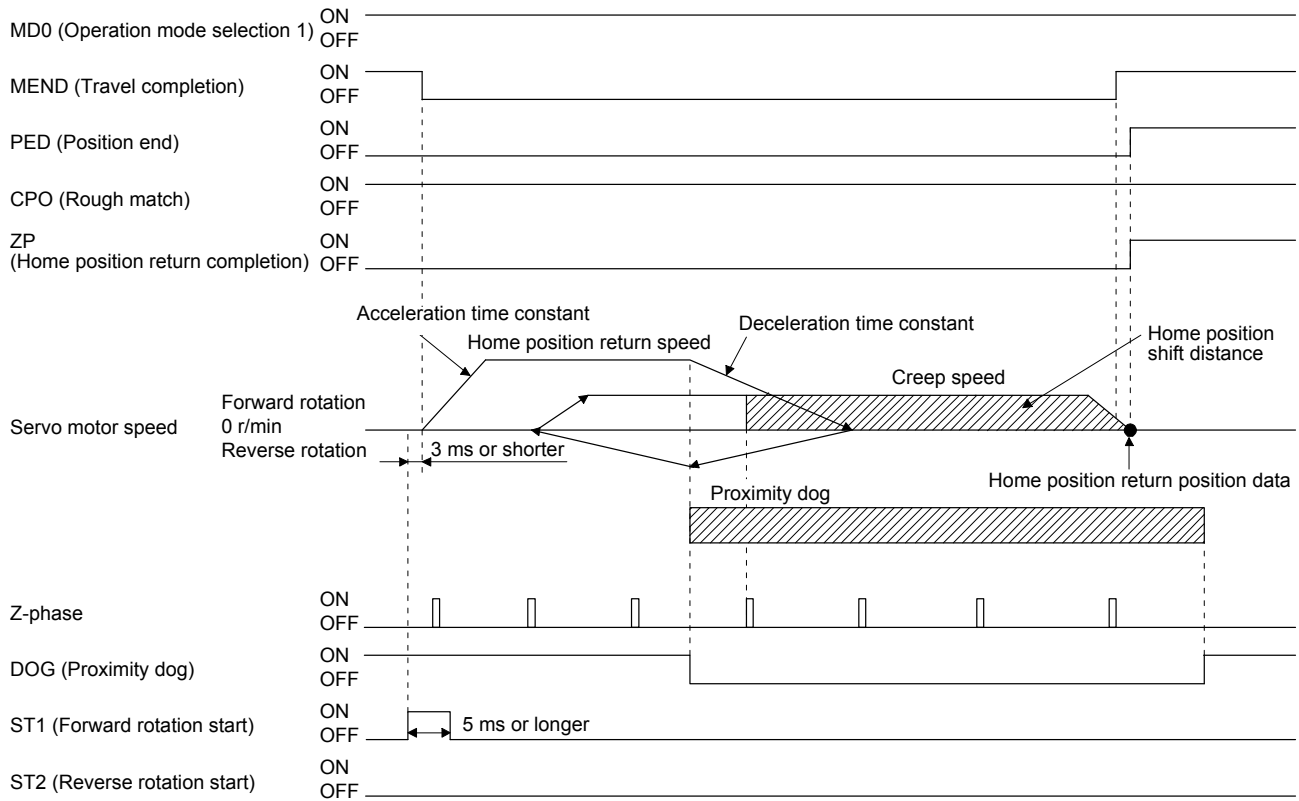 MD0 (Operation mode selection 1)
ON
OFF
MEND (Travel completion)
ON
OFF
PED (Position end)
ON
OFF
CPO (Rough match)
ON
OFF
ZP
(Home position return completion)
ON
OFF
Acceleration time constant
Home position return speed
Deceleration time constant
Home position
shift distance
Creep speed
Servo motor speed
Forward rotation
0 r/min
Reverse rotation
3 ms or shorter
Home position return position data
Proximity dog
Z-phase
ON
OFF
DOG (Proximity dog)
ON
OFF
ST1 (Forward rotation start)
ON
OFF
5 ms or longer
ST2 (Reverse rotation start)
ON
OFF